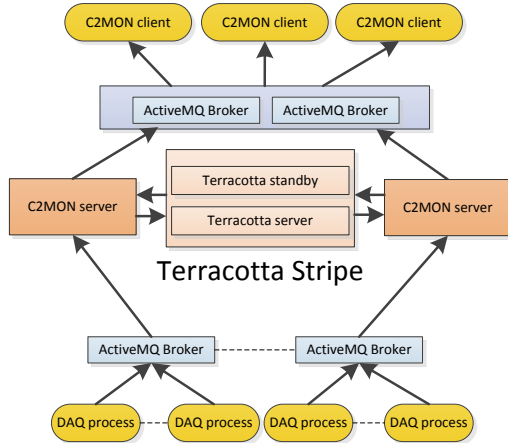 C2MON client
C2MON client
C2MON client
ActiveMQ Broker
ActiveMQ Broker
C2MON server
Terracotta standby
Terracotta server
C2MON server
Terracotta Stripe
ActiveMQ Broker
ActiveMQ Broker
DAQ process
DAQ process
DAQ process
DAQ process